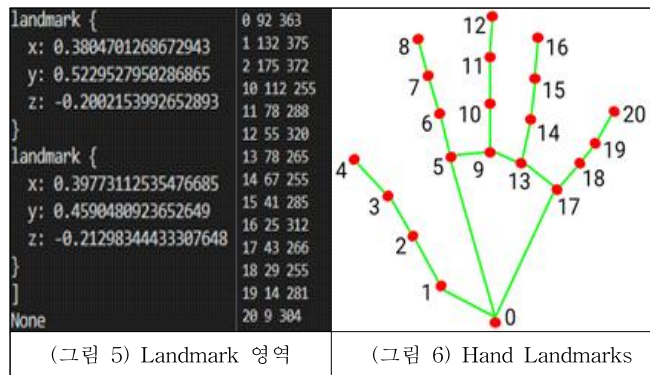 landmark {
x: 0.3804701268672943
y: 0.5229527950286865
z: -0.2002153992652893
}
landmark {
x: 0.39773112535476685
y: 0.4590480923652649
z: -0.21298344433307648
}
]
None
0 92 363
1 132 375
2 175 372
10 112 255
11 78 288
12 55 320
13 78 265
14 67 255
15 41 285
16 25 312
17 43 266
18 29 255
19 14 281
20 9 304
12
8
16
11
7
15
20
10
6
14
19
4
5
9
13
18
3
17
2
1
0
(그림 5) Landmark 영역
(그림 6) Hand Landmarks